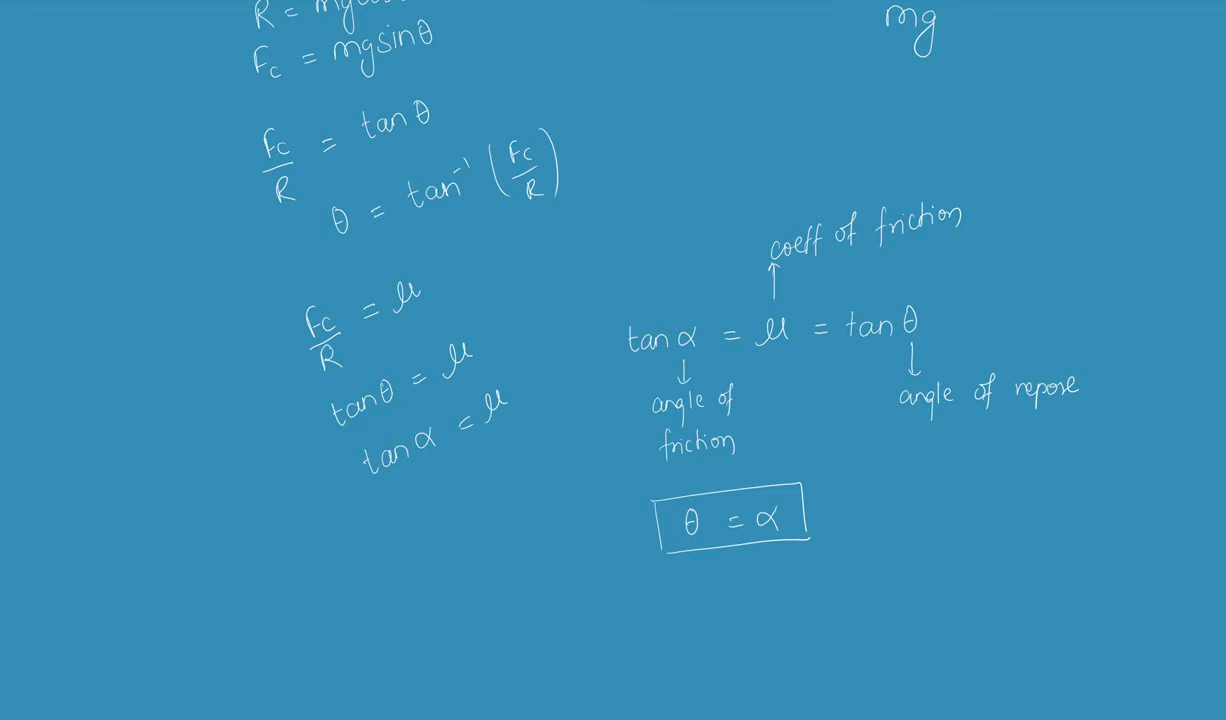 R = mg
mg
Fc = mgsinθ
Fc/R = tanθ
θ = tan⁻¹ (Fc/R)
coeff of friction
Fc/R = μ
tanα = μ = tanθ
tanθ = μ
angle of friction
angle of repose
tanα = μ
θ = α